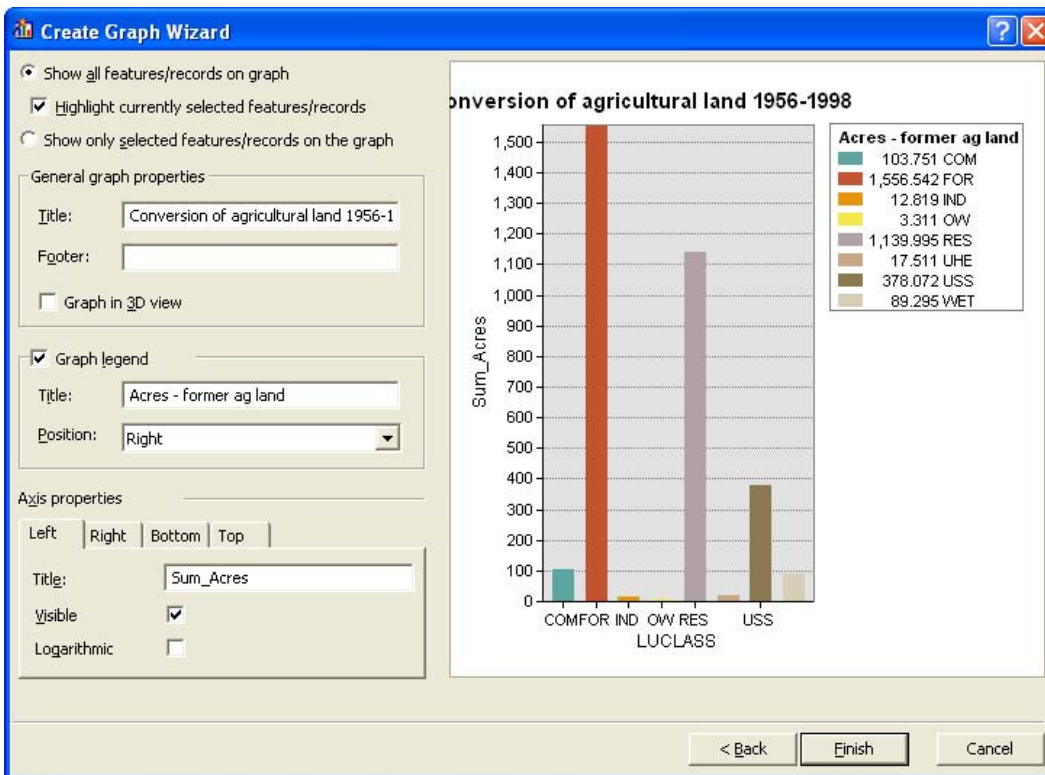 Create Graph Wizard
Show all features/records on graph
Highlight currently selected features/records
Show only selected features/records on the graph
General graph properties
Title:
Conversion of agricultural land 1956-1
Footer:
Graph in 3D view
Graph legend
Title:
Acres - former ag land
Position:
Right
Axis properties
Left
Right
Bottom
Top
Title:
Sum_Acres
Visible
Logarithmic
onversion of agricultural land 1956-1998
1,500
1,400
1,300
1,200
1,100
1,000
900
800
700
600
500
400
300
200
100
0
Sum_Acres
COM FOR IND OW RES USS
LUCLASS
Acres - former ag land
103.751 COM
1,556.542 FOR
12.819 IND
3.311 OW
1,139.995 RES
17.511 UHE
378.072 USS
89.295 WET
< Back
Finish
Cancel